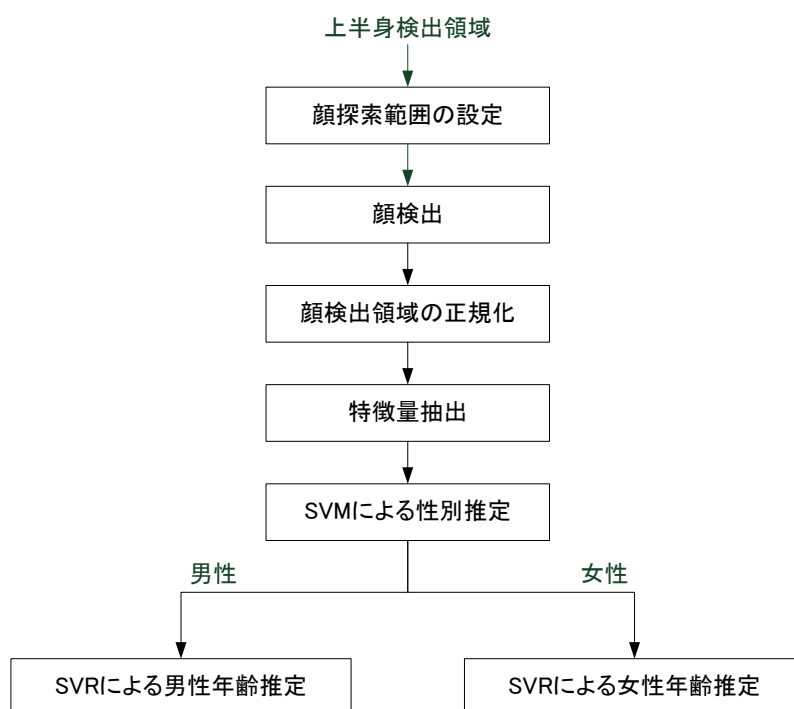 上半身検出領域
顔探索範囲の設定
顔検出
顔検出領域の正規化
特徴量抽出
SVMによる性別推定
男性
女性
SVRによる男性年齢推定
SVRによる女性年齢推定